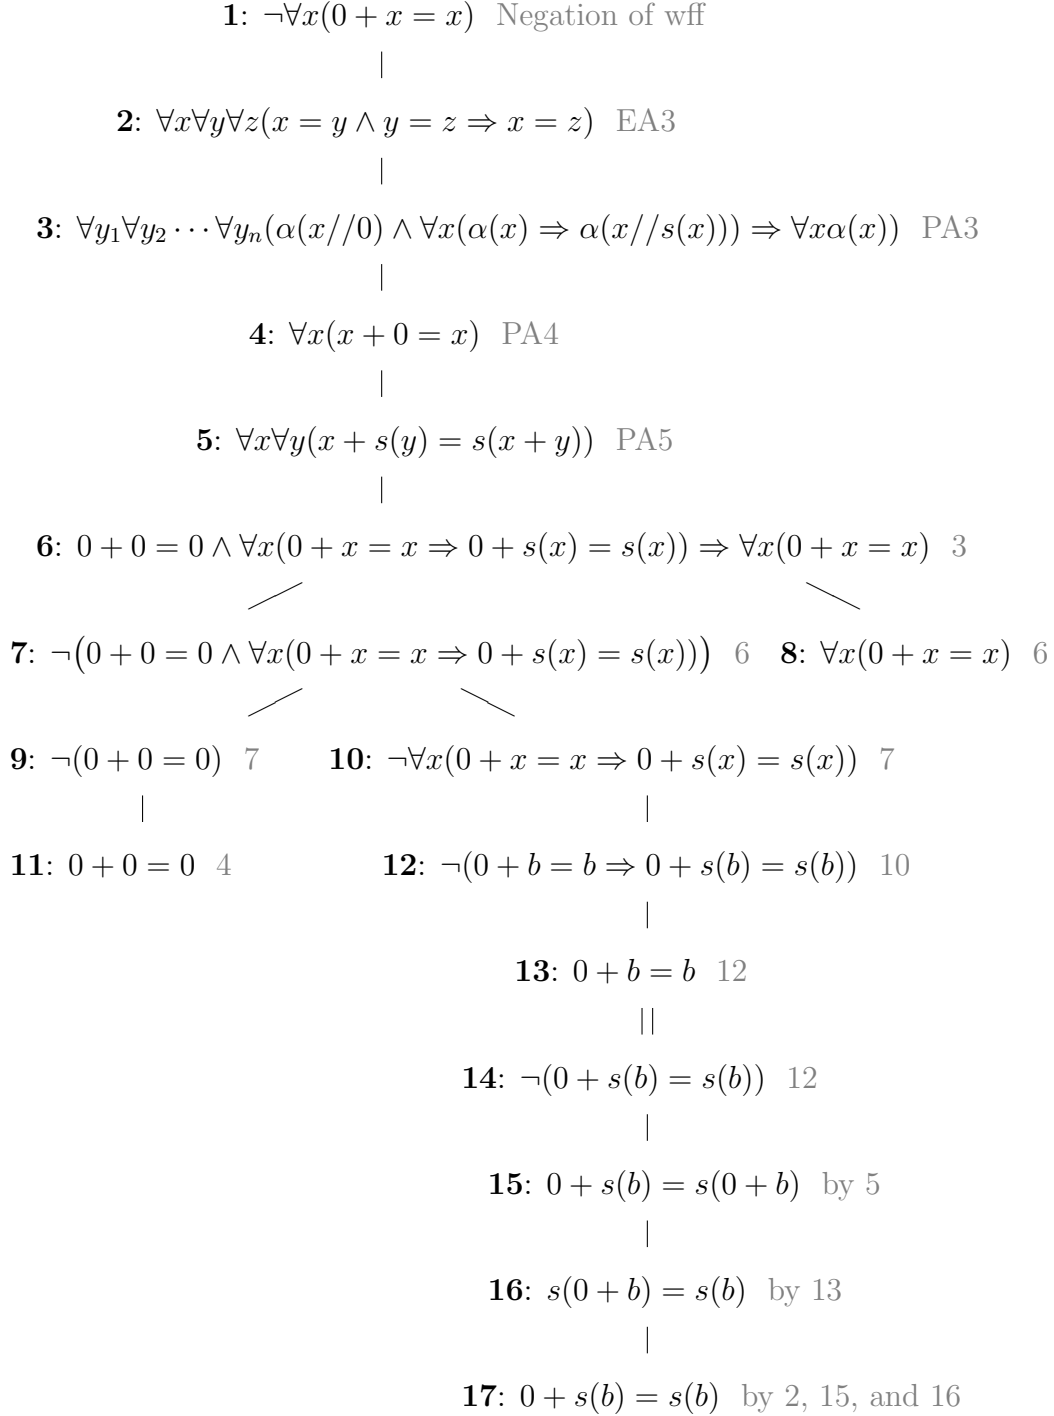 1: ¬∀x(0 + x = x) Negation of wff
2: ∀x∀y∀z(x = y ∧ y = z ⇒ x = z) EA3
3: ∀y₁∀y₂ ⋯ ∀yₙ(α(x//0) ∧ ∀x(α(x) ⇒ α(x//s(x))) ⇒ ∀xα(x)) PA3
4: ∀x(x + 0 = x) PA4
5: ∀x∀y(x + s(y) = s(x + y)) PA5
6: 0 + 0 = 0 ∧ ∀x(0 + x = x ⇒ 0 + s(x) = s(x)) ⇒ ∀x(0 + x = x) 3
7: ¬(0 + 0 = 0 ∧ ∀x(0 + x = x ⇒ 0 + s(x) = s(x))) 6 8: ∀x(0 + x = x) 6
9: ¬(0 + 0 = 0) 7 10: ¬∀x(0 + x = x ⇒ 0 + s(x) = s(x)) 7
11: 0 + 0 = 0 4 12: ¬(0 + b = b ⇒ 0 + s(b) = s(b)) 10
13: 0 + b = b 12
14: ¬(0 + s(b) = s(b)) 12
15: 0 + s(b) = s(0 + b) by 5
16: s(0 + b) = s(b) by 13
17: 0 + s(b) = s(b) by 2, 15, and 16